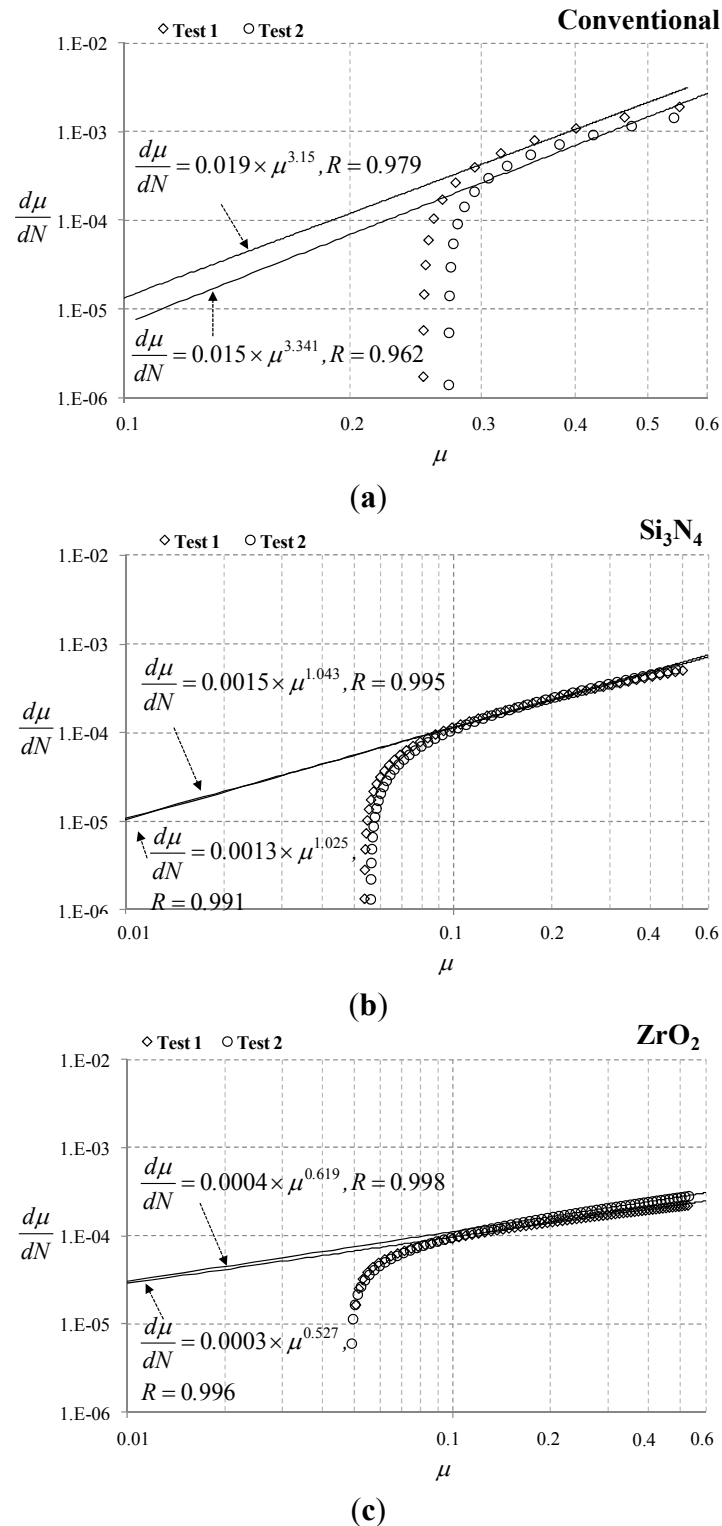 Conventional
◇ Test 1 ○ Test 2
1.E-02
1.E-03
1.E-04
1.E-05
1.E-06
dμ/dN
dμ/dN = 0.019 × μ^3.15, R = 0.979
dμ/dN = 0.015 × μ^3.341, R = 0.962
0.1 0.2 0.3 0.4 0.5 0.6
μ
(a)
Si₃N₄
◇ Test 1 ○ Test 2
1.E-02
1.E-03
1.E-04
1.E-05
1.E-06
dμ/dN
dμ/dN = 0.0015 × μ^1.043, R = 0.995
dμ/dN = 0.0013 × μ^1.025,
R = 0.991
0.01 0.1 0.2 0.4 0.6
μ
(b)
ZrO₂
◇ Test 1 ○ Test 2
1.E-02
1.E-03
1.E-04
1.E-05
1.E-06
dμ/dN
dμ/dN = 0.0004 × μ^0.619, R = 0.998
dμ/dN = 0.0003 × μ^0.527,
R = 0.996
0.01 0.1 0.2 0.4 0.6
μ
(c)